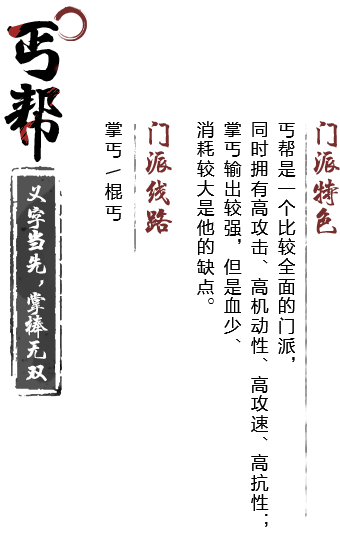 门派特色
丐帮是一个比较全面的门派，
同时拥有高攻击、高机动性、高攻速、高抗性；
掌丐输出较强，但是血少、
消耗较大是他的缺点。
门派线路
掌丐/棍丐
丐帮
义字当先，掌棒无双